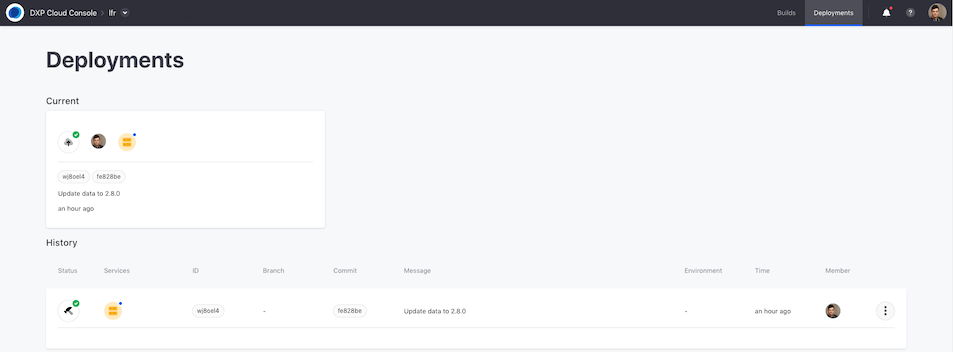 DXP Cloud Console > lfr Builds Deployments ?
Deployments
Current
wj8oel4 fe828be
Update data to 2.8.0
an hour ago
History
Status Services ID Branch Commit Message Environment Time Member
wj8oel4 - fe828be Update data to 2.8.0 - an hour ago